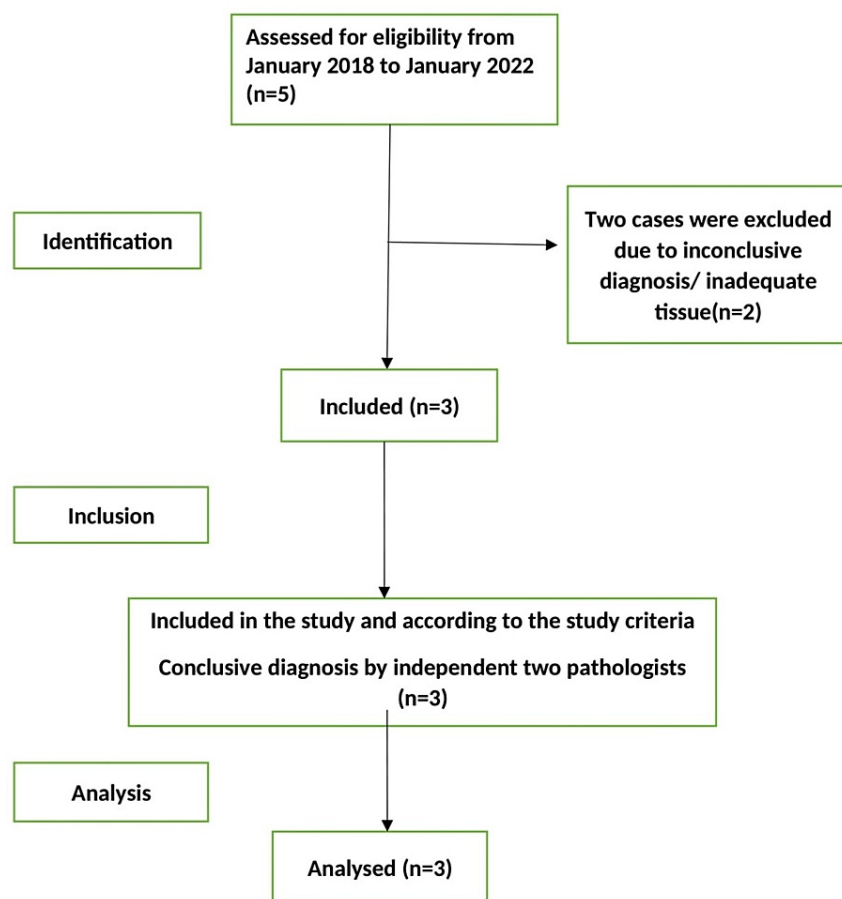 Assessed for eligibility from
January 2018 to January 2022
(n=5)
Identification
Two cases were excluded
due to inconclusive
diagnosis/ inadequate
tissue(n=2)
Included (n=3)
Inclusion
Included in the study and according to the study criteria
Conclusive diagnosis by independent two pathologists
(n=3)
Analysis
Analysed (n=3)